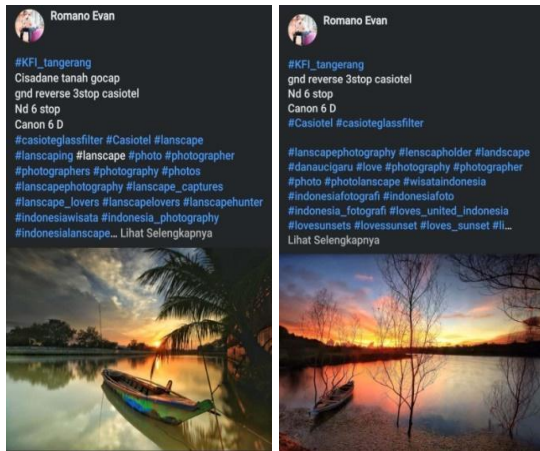 Romano Evan
#KFI_tangerang
Cisadane tanah gocap
gnd reverse 3stop casiotel
Nd 6 stop
Canon 6 D
#casioteglassfilter #Casiotel #lanscape
#lanscaping #lanscape #photo #photographer
#photographers #photography #photos
#lanscapephotography #lanscape_captures
#lanscape_lovers #lanscapelovers #lanscapehunter
#indonesiawisata #indonesia_photography
#indonesialanscape... Lihat Selengkapnya
Romano Evan
#KFI_tangerang
gnd reverse 3stop casiotel
Nd 6 stop
Canon 6 D
#Casiotel #casioteglassfilter
#lanscapephotography #lenscapholder #landscape
#danaucigaru #love #photography #photographer
#photo #photolanscape #wisataindonesia
#indonesiafotografi #indonesiafoto
#indonesia_fotografi #loves_united_indonesia
#lovesunsets #lovessunset #loves_sunset #li...
Lihat Selengkapnya